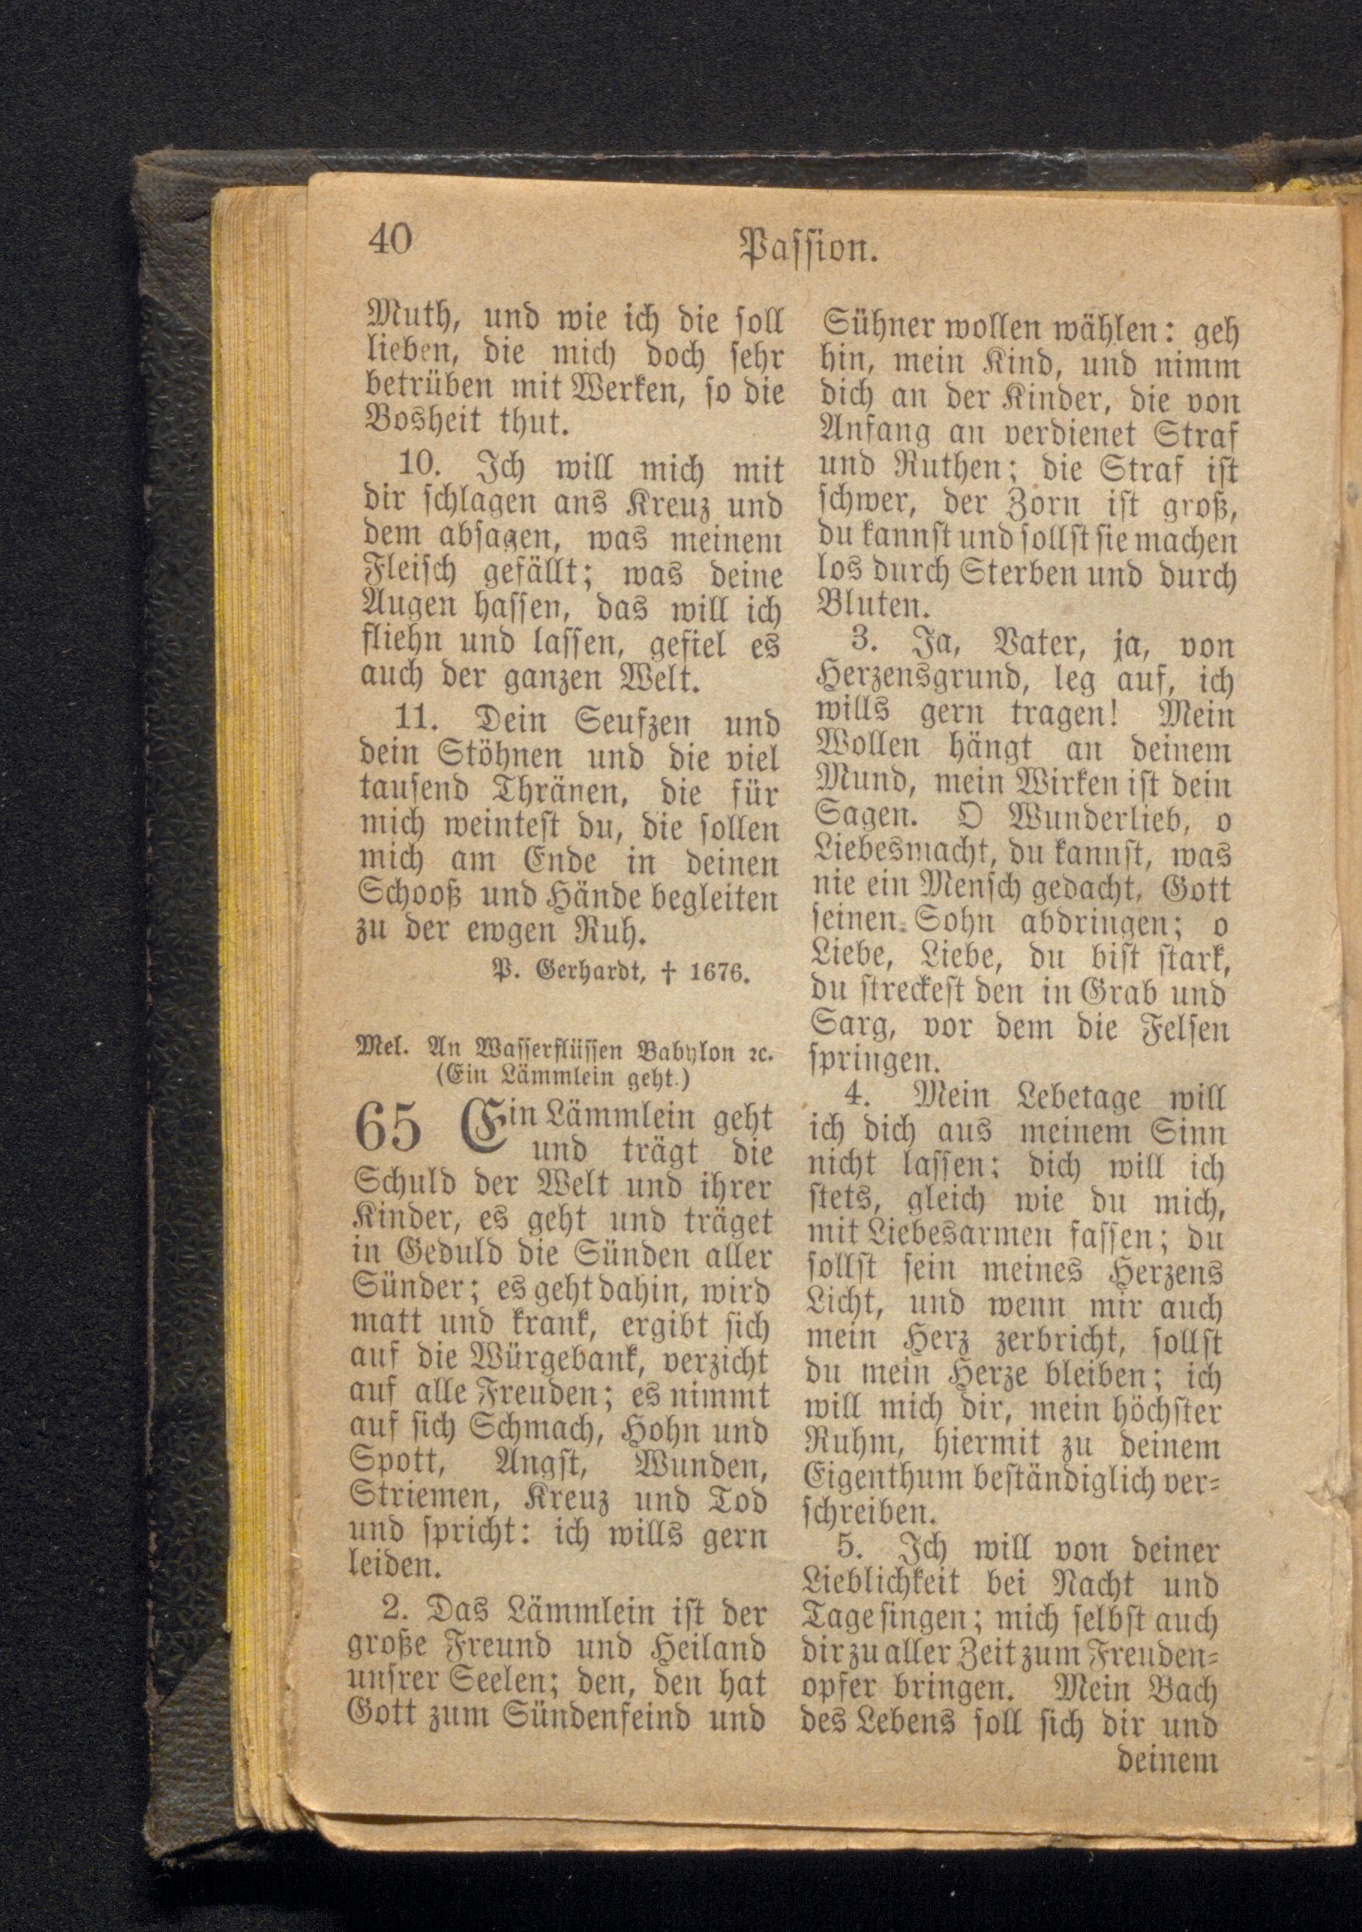 40
Passion.
Muth, und wie ich die soll
lieben, die mich doch sehr
betrüben mit Werken, so die
Bosheit thut.
10. Ich will mich mit
dir schlagen ans Kreuz und
dem absagen, was meinem
Fleisch gefällt; was deine
Augen hassen, das will ich
fliehn und lassen, gefiel es
auch der ganzen Welt.
11. Dein Seufzen und
dein Stöhnen und die viel
tausend Thränen, die für
mich weintest du, die sollen
mich am Ende in deinen
Schooß und Hände begleiten
zu der ewgen Ruh.
P. Gerhardt, † 1676.
Mel. An Wasserflüssen Babylon ꝛc.
(Ein Lämmlein geht.)
65 Ein Lämmlein geht
und trägt die
Schuld der Welt und ihrer
Kinder, es geht und träget
in Geduld die Sünden aller
Sünder; es geht dahin, wird
matt und krank, ergibt sich
auf die Würgebank, verzicht
auf alle Freuden; es nimmt
auf sich Schmach, Hohn und
Spott, Angst, Wunden,
Striemen, Kreuz und Tod
und spricht: ich wills gern
leiden.
2. Das Lämmlein ist der
große Freund und Heiland
unsrer Seelen; den, den hat
Gott zum Sündenfeind und
Sühner wollen wählen: geh
hin, mein Kind, und nimm
dich an der Kinder, die von
Anfang an verdienet Straf
und Ruthen; die Straf ist
schwer, der Zorn ist groß,
du kannst und sollst sie machen
los durch Sterben und durch
Bluten.
3. Ja, Vater, ja, von
Herzensgrund, leg auf, ich
wills gern tragen! Mein
Wollen hängt an deinem
Mund, mein Wirken ist dein
Sagen. O Wunderlieb, o
Liebesmacht, du kannst, was
nie ein Mensch gedacht, Gott
seinen Sohn abdringen; o
Liebe, Liebe, du bist stark,
du streckest den in Grab und
Sarg, vor dem die Felsen
springen.
4. Mein Lebetage will
ich dich aus meinem Sinn
nicht lassen; dich will ich
stets, gleich wie du mich,
mit Liebesarmen fassen; du
sollst sein meines Herzens
Licht, und wenn mir auch
mein Herz zerbricht, sollst
du mein Herze bleiben; ich
will mich dir, mein höchster
Ruhm, hiermit zu deinem
Eigenthum beständiglich ver-
schreiben.
5. Ich will von deiner
Lieblichkeit bei Nacht und
Tage singen; mich selbst auch
dir zu aller Zeit zum Freuden-
opfer bringen. Mein Bach
des Lebens soll sich dir und
deinem